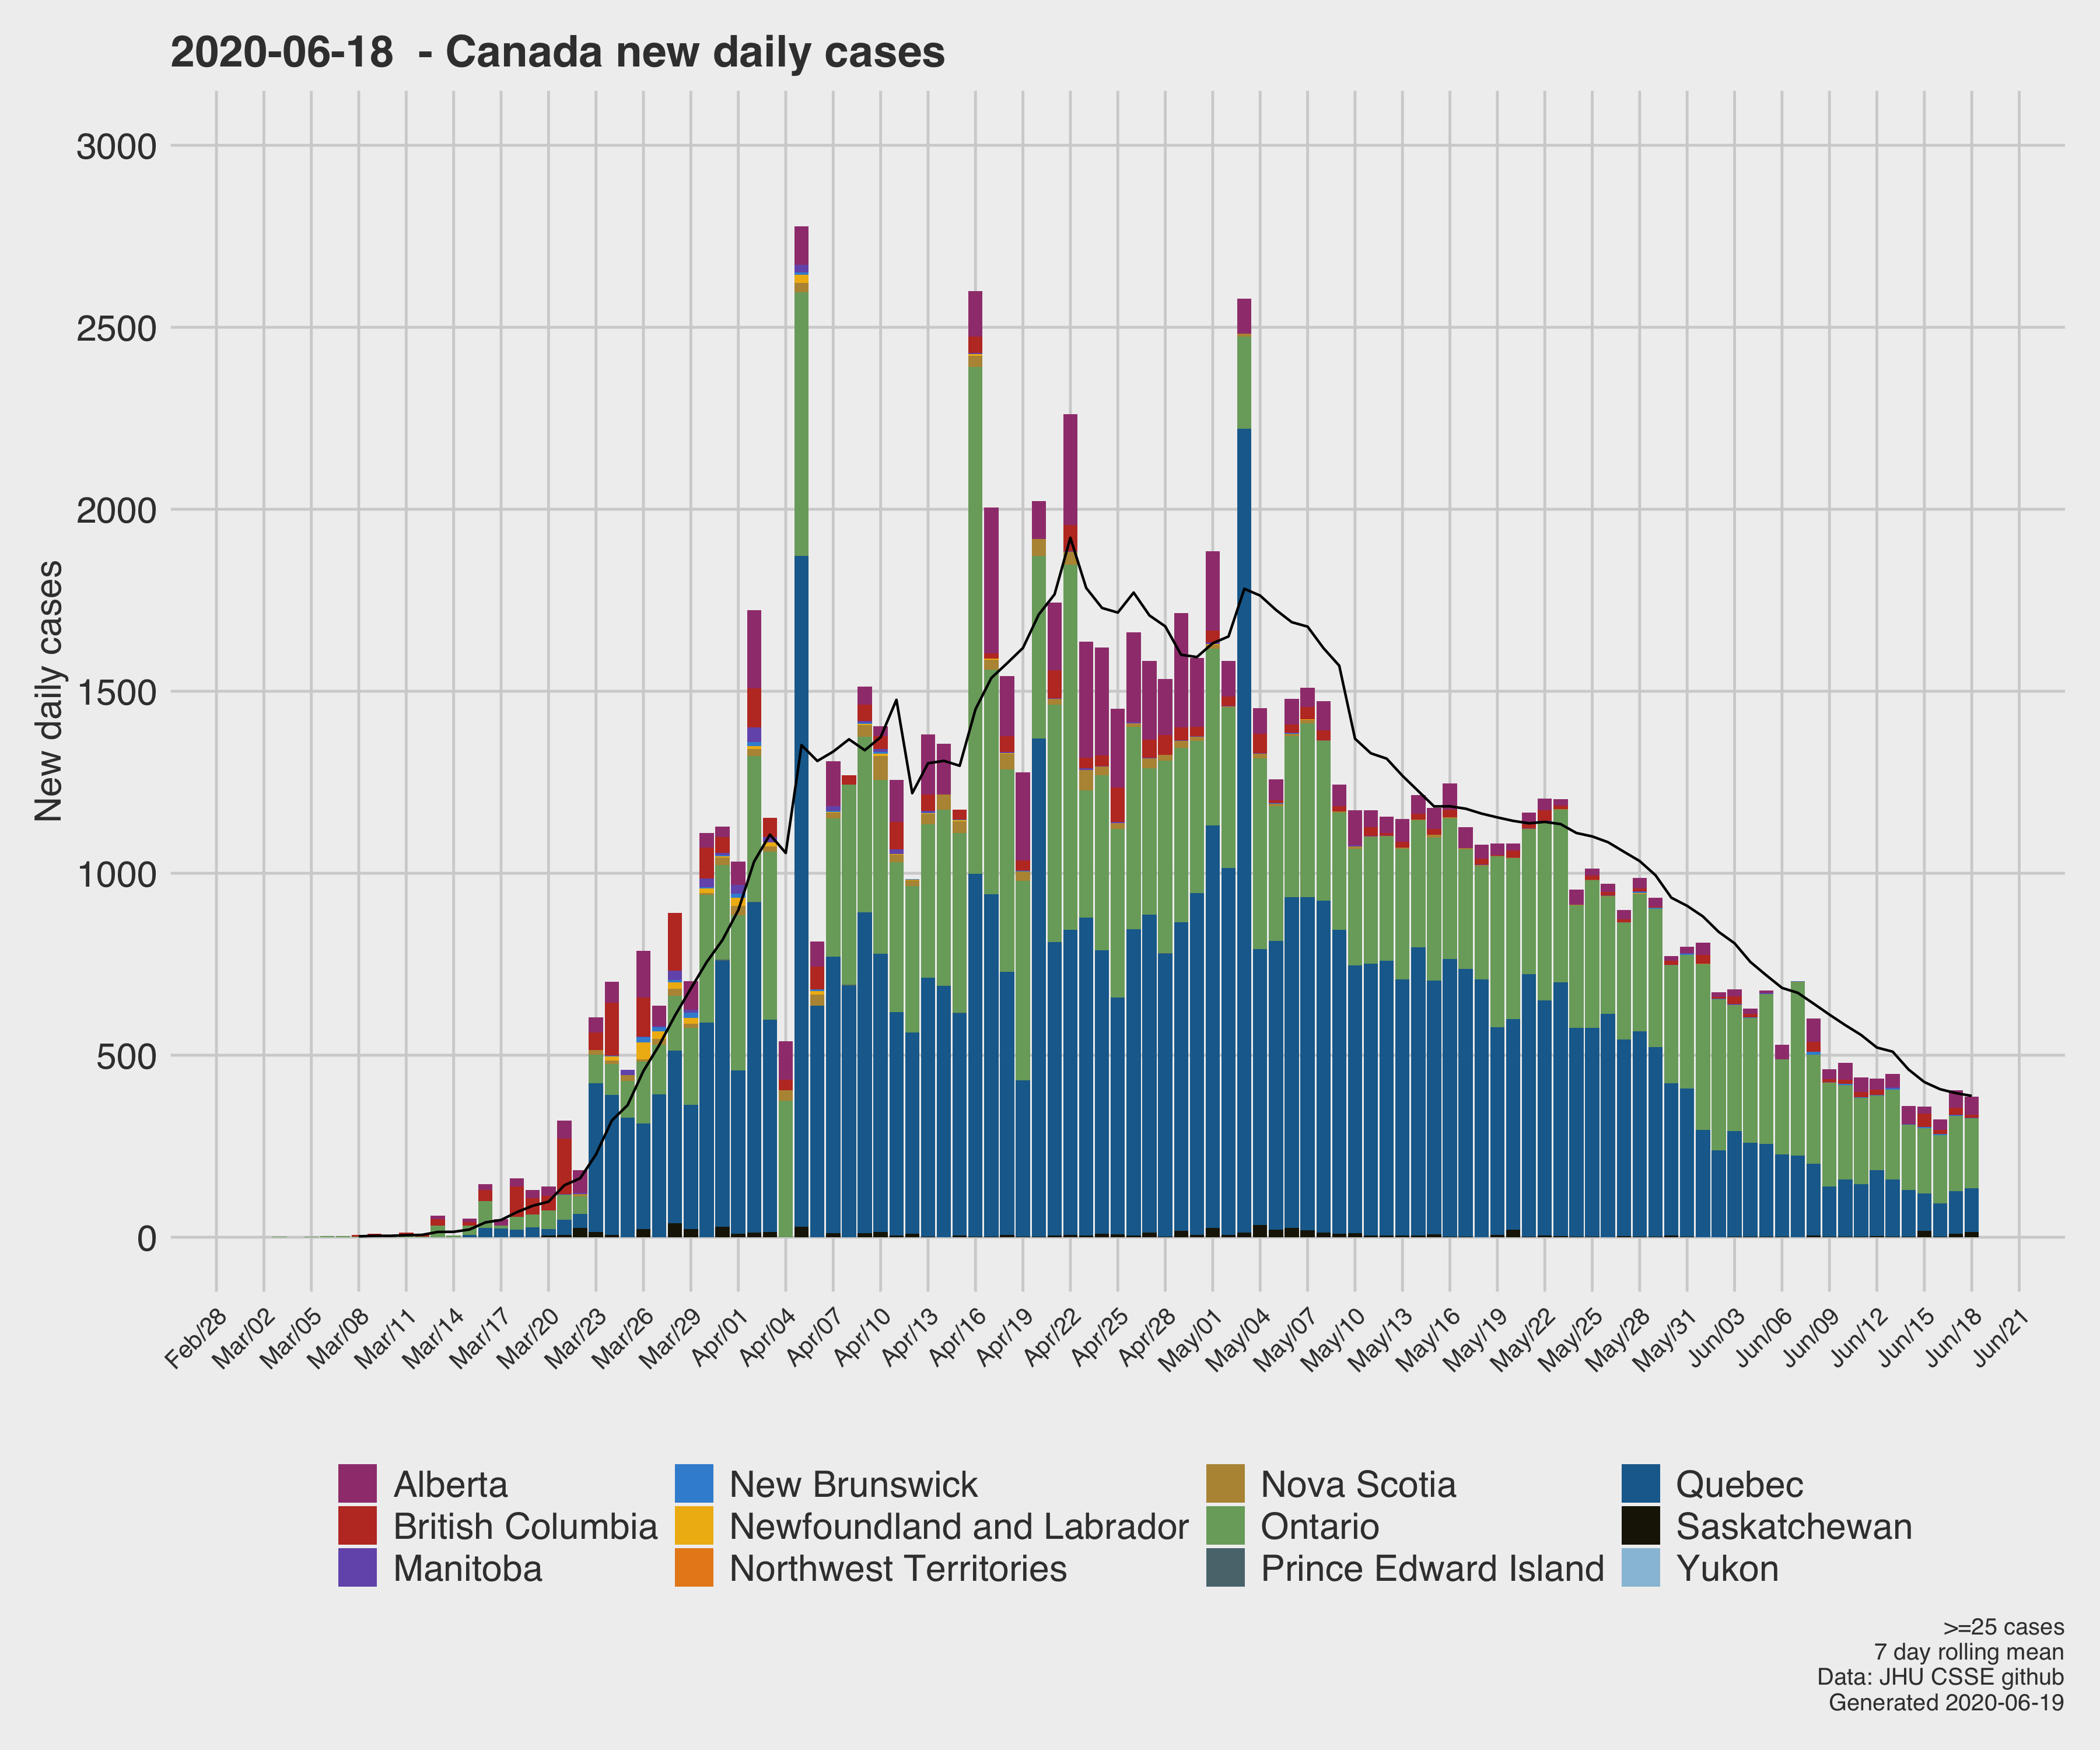 2020-06-18 - Canada new daily cases
New daily cases
3000
2500
2000
1500
1000
500
0
Feb/28 Mar/02 Mar/05 Mar/08 Mar/11 Mar/14 Mar/17 Mar/20 Mar/23 Mar/26 Mar/29 Apr/01 Apr/04 Apr/07 Apr/10 Apr/13 Apr/16 Apr/19 Apr/22 Apr/25 Apr/28 May/01 May/04 May/07 May/10 May/13 May/16 May/19 May/22 May/25 May/28 May/31 Jun/03 Jun/06 Jun/09 Jun/12 Jun/15 Jun/18 Jun/21
Alberta New Brunswick Nova Scotia Quebec
British Columbia Newfoundland and Labrador Ontario Saskatchewan
Manitoba Northwest Territories Prince Edward Island Yukon
>=25 cases
7 day rolling mean
Data: JHU CSSE github
Generated 2020-06-19